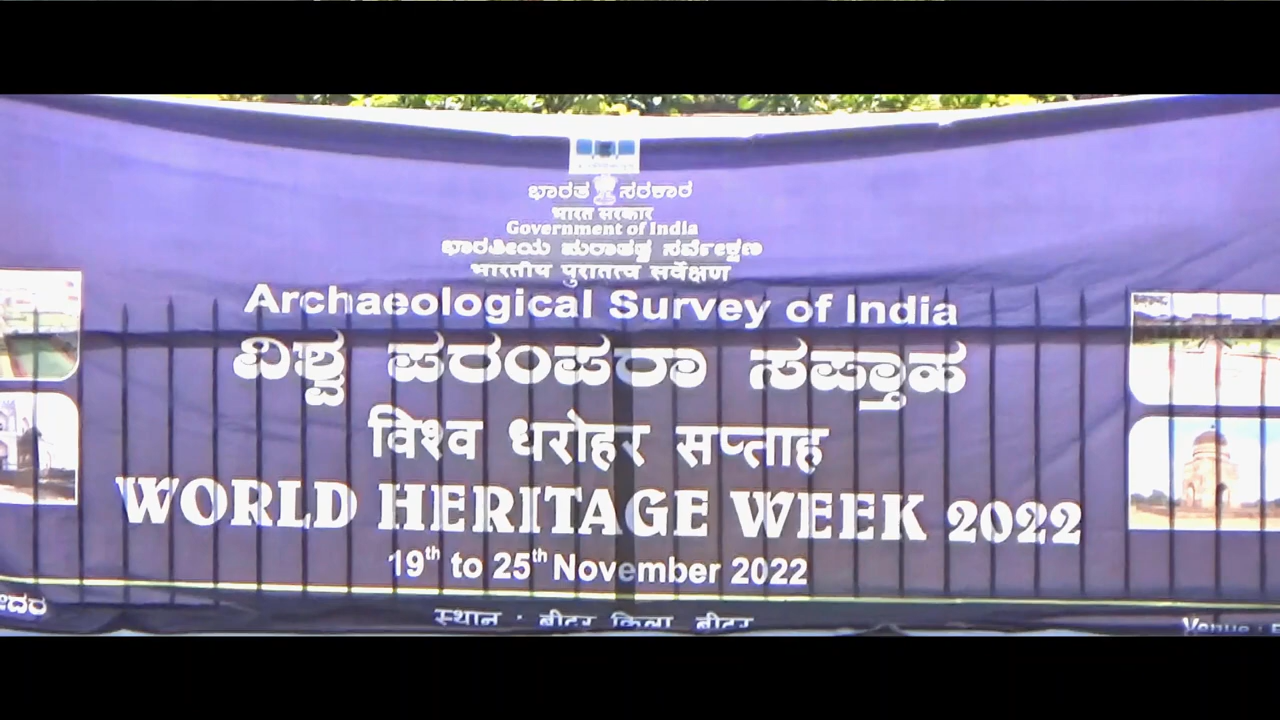 ಭಾರತ ಸರಕಾರ
भारत सरकार
Government of India
ಭಾರತೀಯ ಪುರಾತತ್ವ ಸರ್ವೇಕ್ಷಣ
भारतीय पुरातत्व सर्वेक्षण
Archaeological Survey of India
ವಿಶ್ವ ಪರಂಪರಾ ಸಪ್ತಾಹ
विश्व धरोहर सप्ताह
WORLD HERITAGE WEEK 2022
19th to 25th November 2022
स्थान : बीदर किला बीदर
Venue :